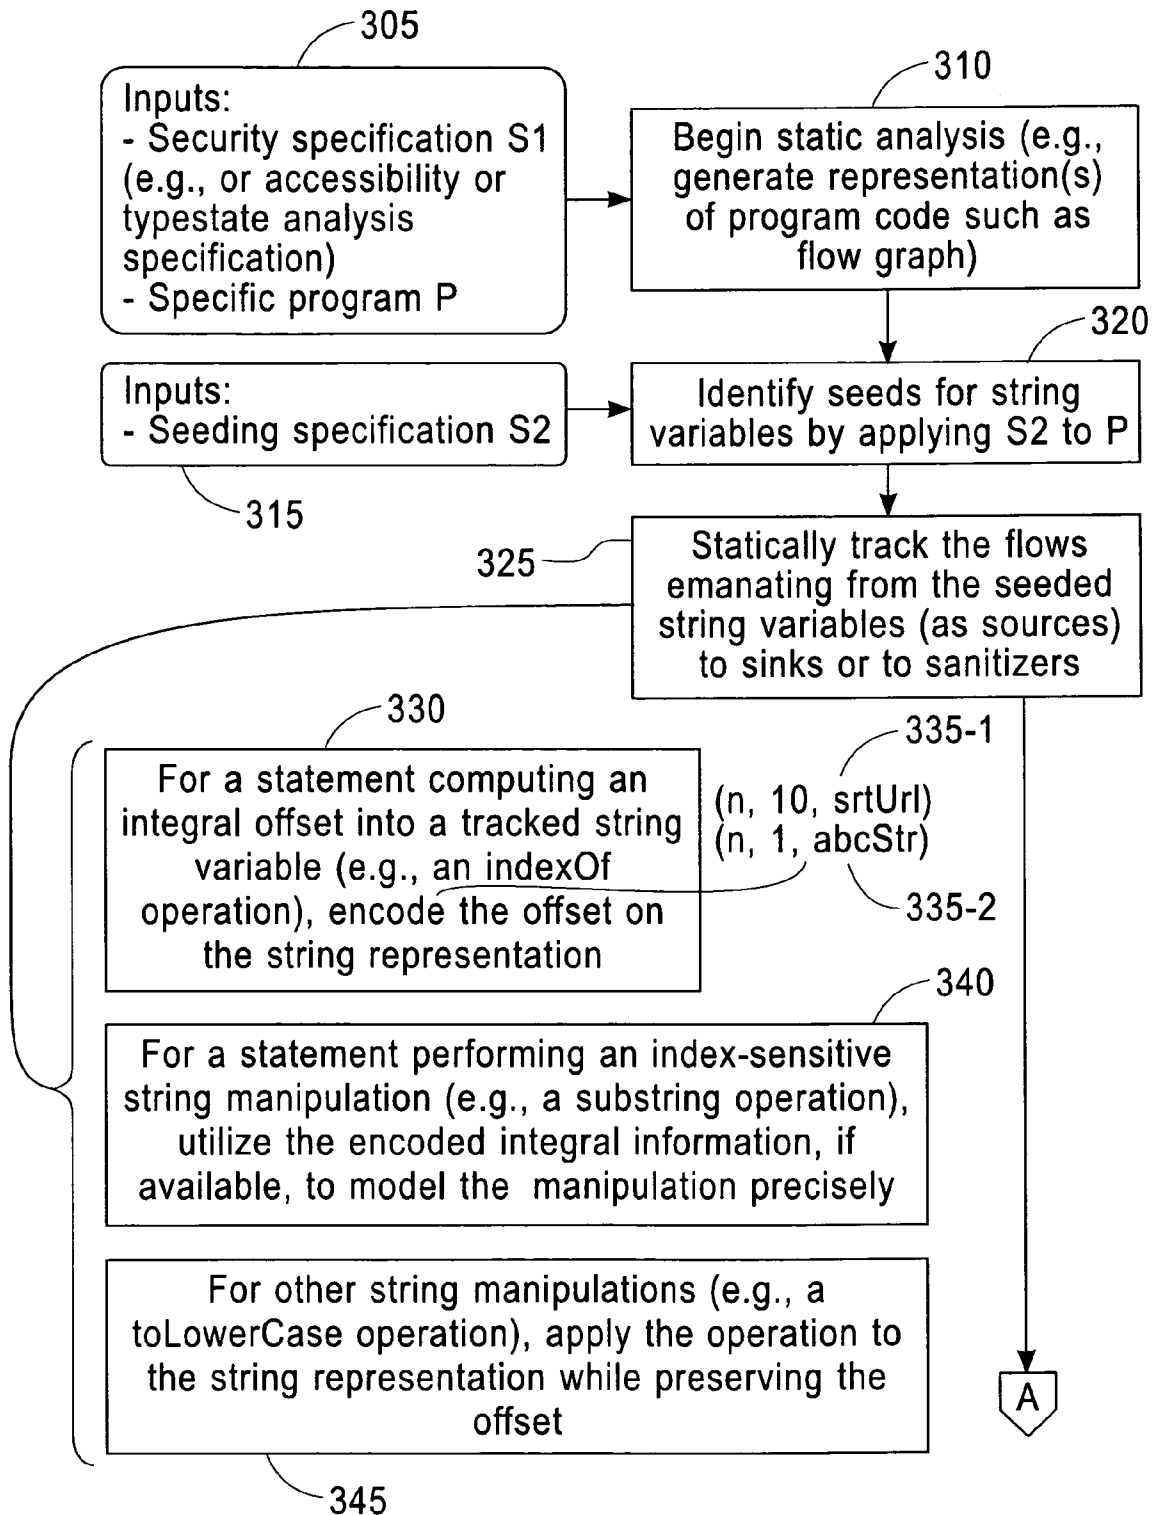 305
Inputs:
- Security specification S1
(e.g., or accessibility or
typestate analysis
specification)
- Specific program P
310
Begin static analysis (e.g.,
generate representation(s)
of program code such as
flow graph)
320
Inputs:
- Seeding specification S2
315
Identify seeds for string
variables by applying S2 to P
325
Statically track the flows
emanating from the seeded
string variables (as sources)
to sinks or to sanitizers
330
For a statement computing an
integral offset into a tracked string
variable (e.g., an indexOf
operation), encode the offset on
the string representation
335-1
(n, 10, srtUrl)
(n, 1, abcStr)
335-2
340
For a statement performing an index-sensitive
string manipulation (e.g., a substring operation),
utilize the encoded integral information, if
available, to model the manipulation precisely
For other string manipulations (e.g., a
toLowerCase operation), apply the operation to
the string representation while preserving the
offset
345
A